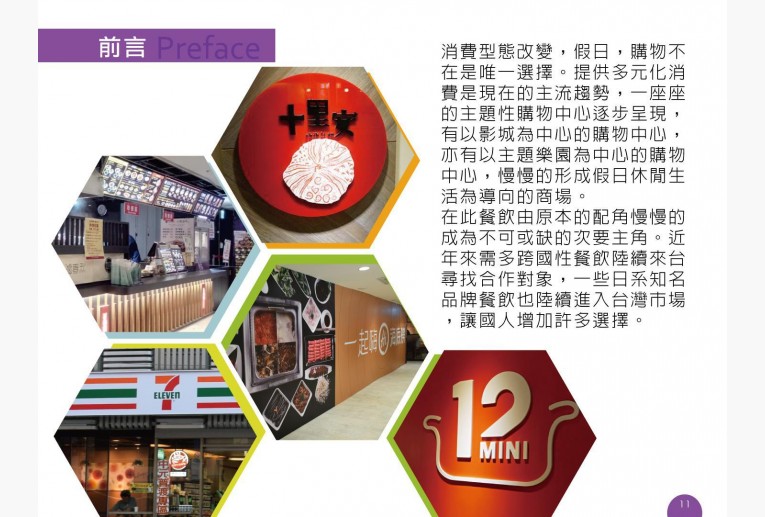 前言 Preface
消費型態改變，假日，購物不
在是唯一選擇。提供多元化消
費是現在的主流趨勢，一座座
的主題性購物中心逐步呈現，
有以影城為中心的購物中心，
亦有以主題樂園為中心的購物
中心，慢慢的形成假日休閒生
活為導向的商場。
在此餐飲由原本的配角慢慢的
成為不可或缺的次要主角。近
年來需多跨國性餐飲陸續來台
尋找合作對象，一些日系知名
品牌餐飲也陸續進入台灣市場
，讓國人增加許多選擇。
十里安
一起嗨
7
ELEVEn
12
MINI
11